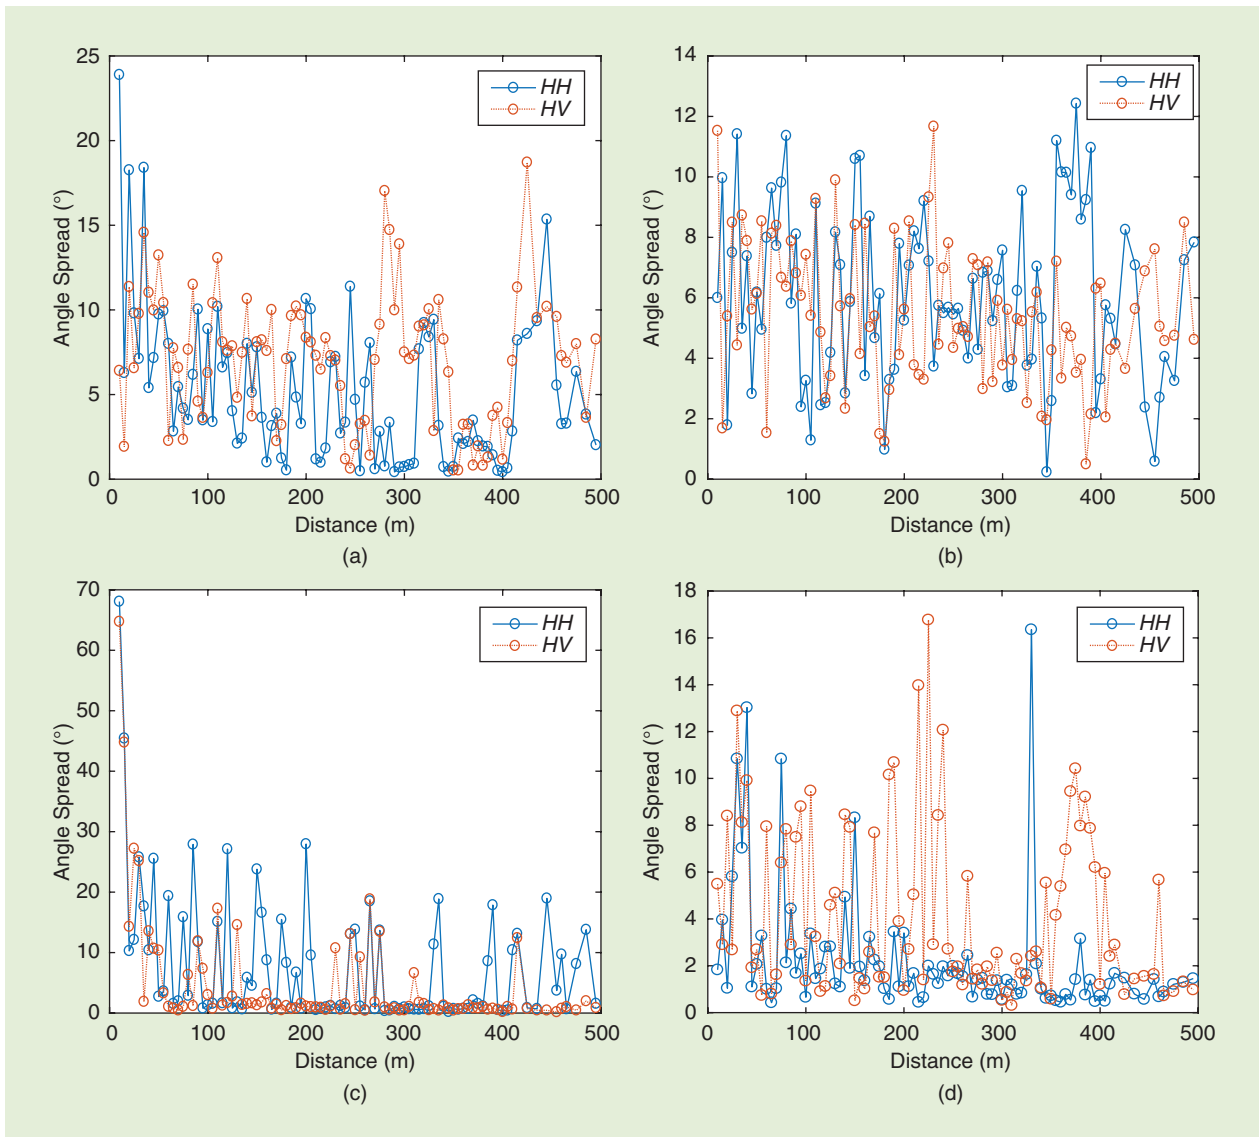 25
20
15
10
5
0
Angle Spread (°)
HH
HV
0 100 200 300 400 500
Distance (m)
(a)
14
12
10
8
6
4
2
0
Angle Spread (°)
HH
HV
0 100 200 300 400 500
Distance (m)
(b)
70
60
50
40
30
20
10
0
Angle Spread (°)
HH
HV
0 100 200 300 400 500
Distance (m)
(c)
18
16
14
12
10
8
6
4
2
0
Angle Spread (°)
HH
HV
0 100 200 300 400 500
Distance (m)
(d)